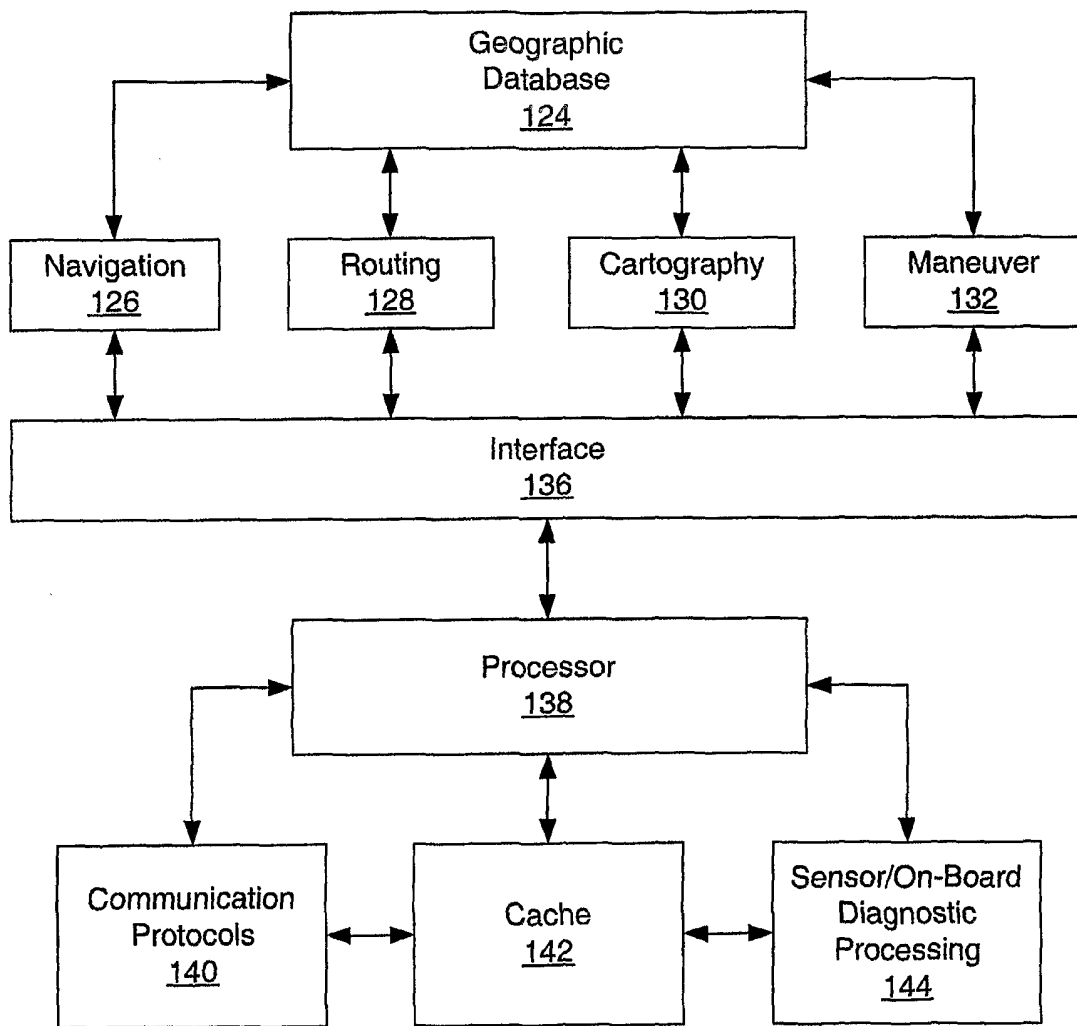 Geographic
Database
124
Navigation
126
Routing
128
Cartography
130
Maneuver
132
Interface
136
Processor
138
Communication
Protocols
140
Cache
142
Sensor/On-Board
Diagnostic
Processing
144